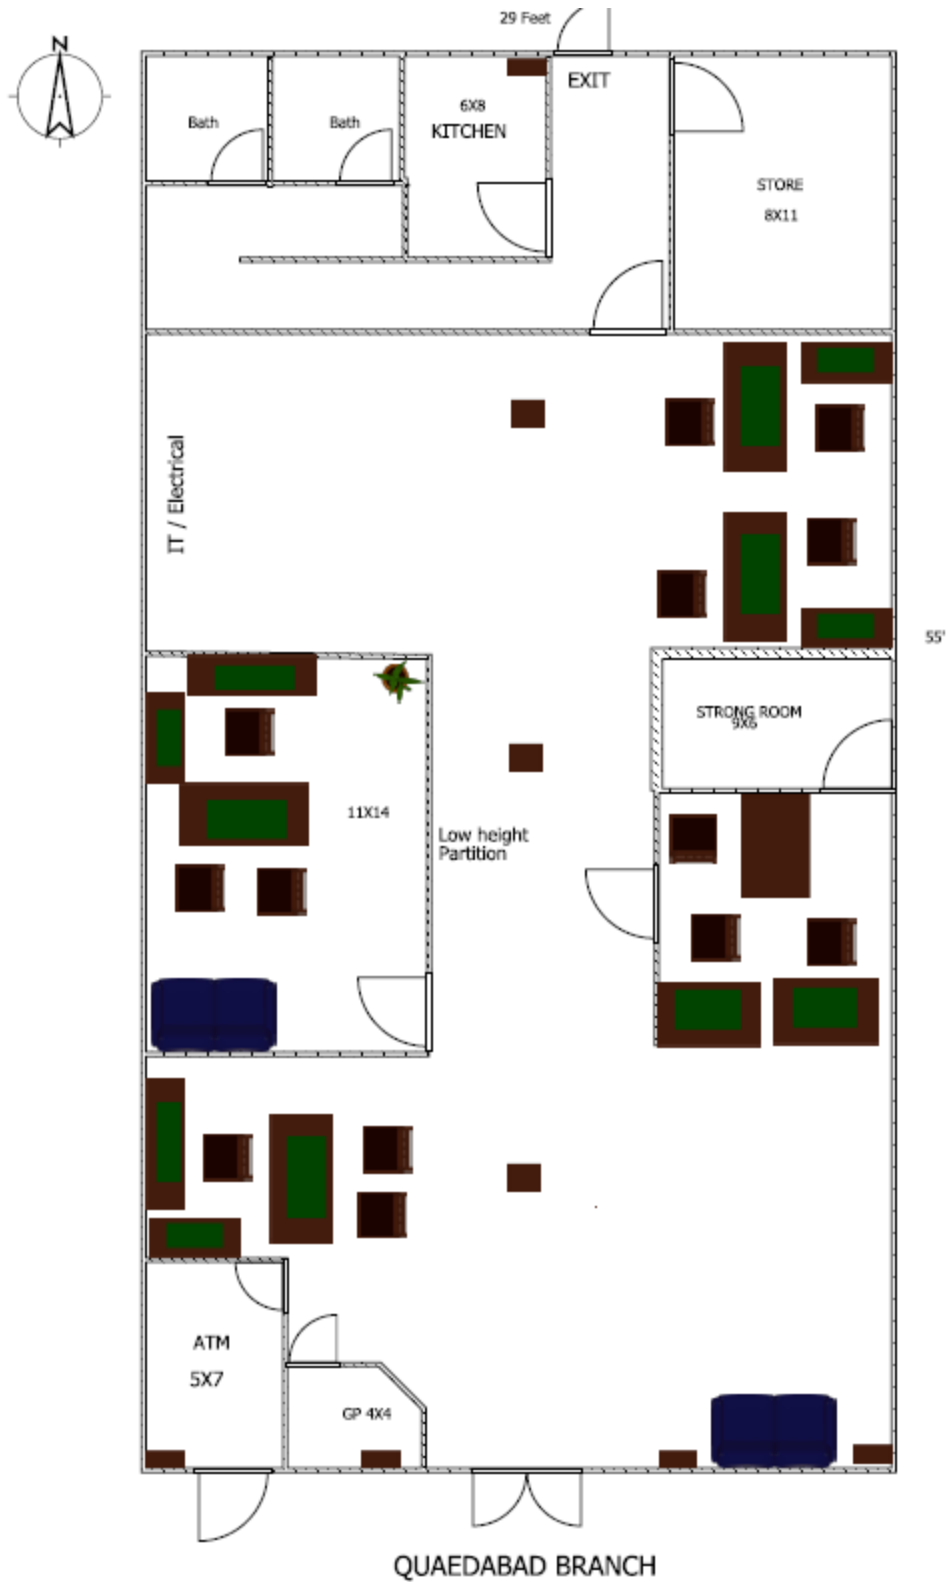 29 Feet
N
EXIT
Bath
Bath
6X8
KITCHEN
STORE
8X11
IT / Electrical
55'
STRONG ROOM
9X6
11X14
Low height
Partition
ATM
5X7
GP 4X4
QUAEDABAD BRANCH